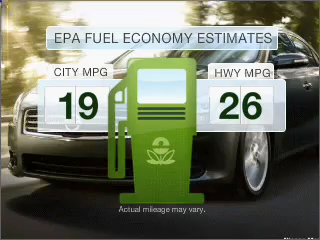 EPA FUEL ECONOMY ESTIMATES
CITY MPG
HWY MPG
19
26
Actual mileage may vary.